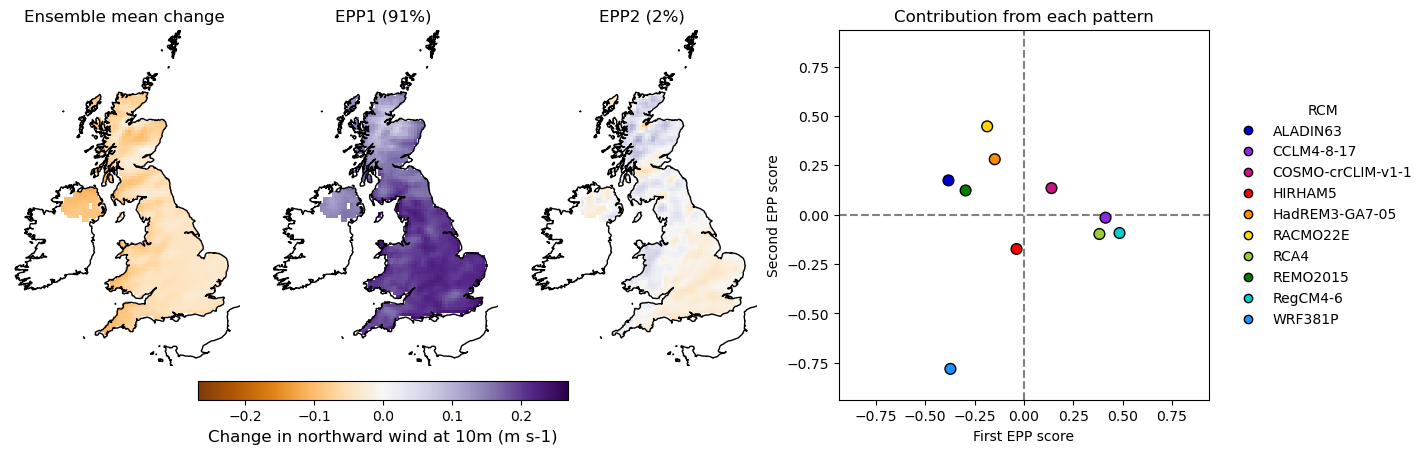 Ensemble mean change
EPP1 (91%)
EPP2 (2%)
−0.2
−0.1
0.0
0.1
0.2
Change in northward wind at 10m (m s-1)
Contribution from each pattern
Second EPP score
0.75
0.50
0.25
0.00
−0.25
−0.50
−0.75
−0.75
−0.50
−0.25
0.00
0.25
0.50
0.75
First EPP score
RCM
ALADIN63
CCLM4-8-17
COSMO-crCLIM-v1-1
HIRHAM5
HadREM3-GA7-05
RACMO22E
RCA4
REMO2015
RegCM4-6
WRF381P